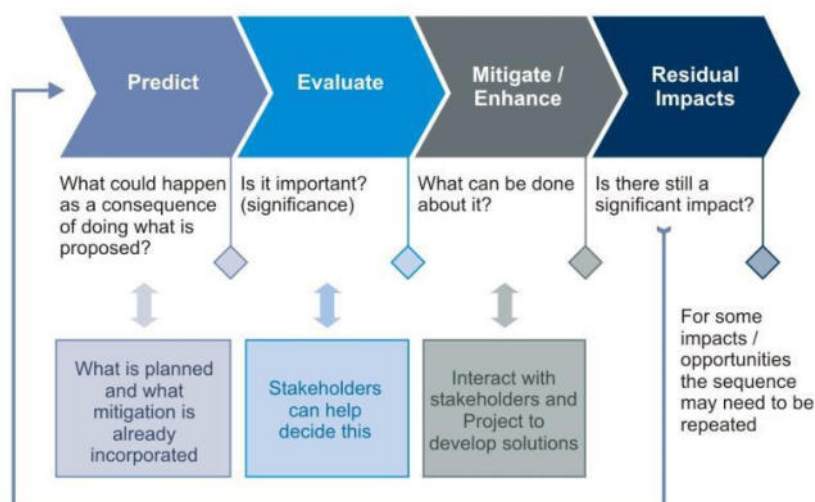 Predict
Evaluate
Mitigate /
Enhance
Residual
Impacts
What could happen
as a consequence
of doing what is
proposed?
Is it important?
(significance)
What can be done
about it?
Is there still a
significant impact?
What is planned
and what
mitigation is
already
incorporated
Stakeholders
can help
decide this
Interact with
stakeholders and
Project to
develop solutions
For some
impacts /
opportunities
the sequence
may need to be
repeated